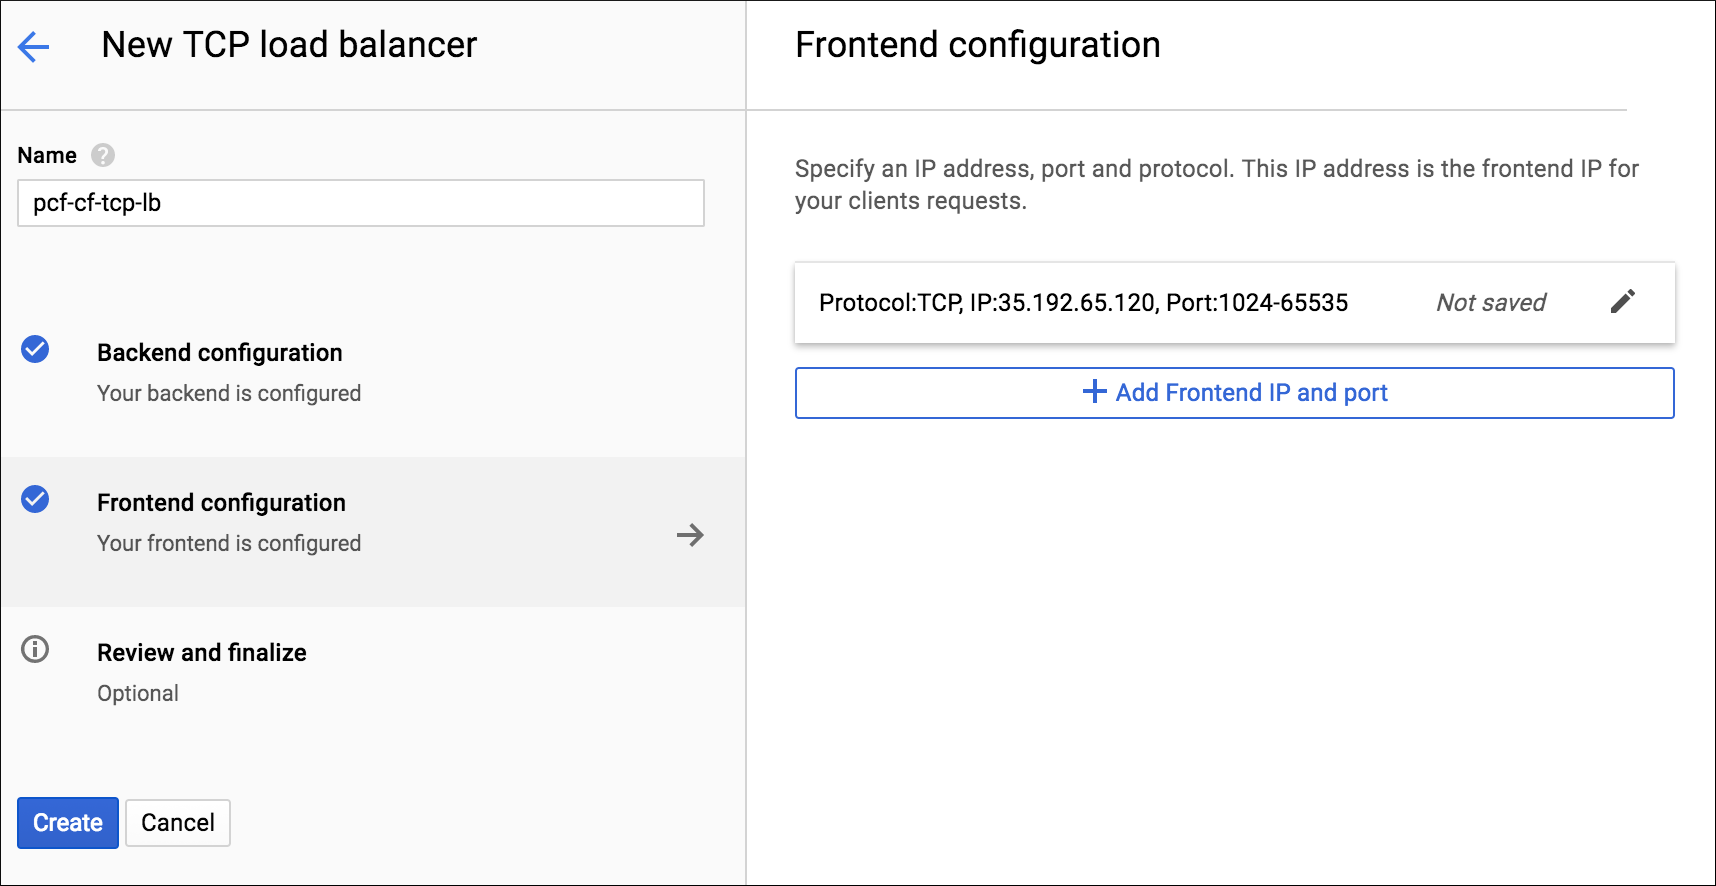 New TCP load balancer
Name ?
pcf-cf-tcp-lb
Backend configuration
Your backend is configured
Frontend configuration
Your frontend is configured
Review and finalize
Optional
Create Cancel
Frontend configuration
Specify an IP address, port and protocol. This IP address is the frontend IP for
your clients requests.
Protocol:TCP, IP:35.192.65.120, Port:1024-65535 Not saved
Add Frontend IP and port